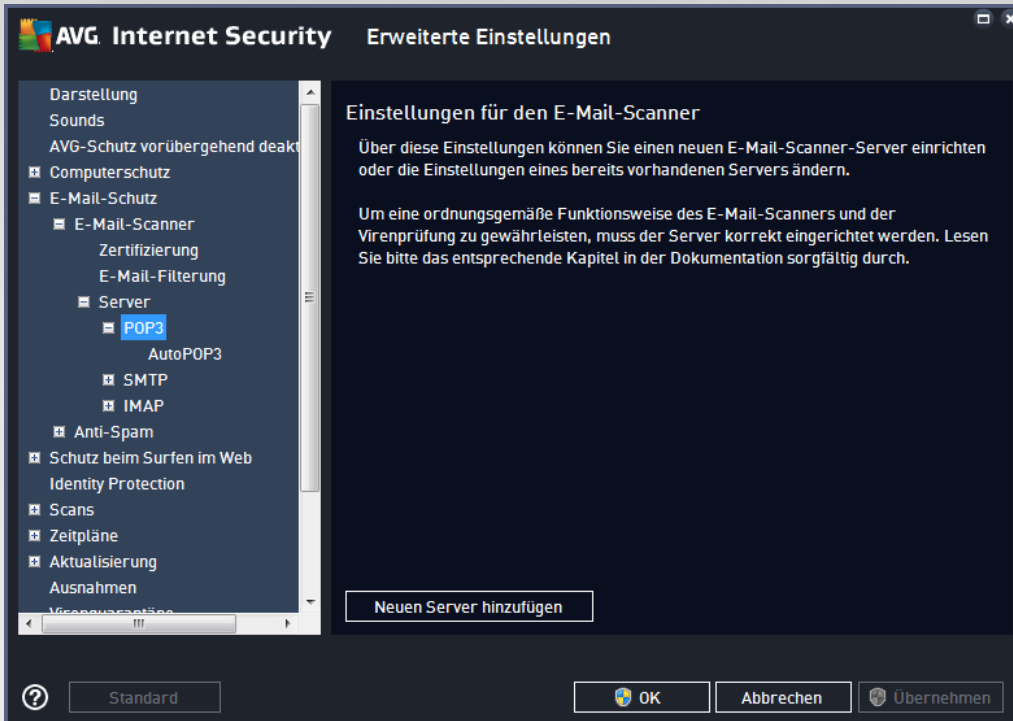 AVG Internet Security Erweiterte Einstellungen
Darstellung
Sounds
AVG-Schutz vorübergehend deakt
Computerschutz
E-Mail-Schutz
E-Mail-Scanner
Zertifizierung
E-Mail-Filterung
Server
POP3
AutoPOP3
SMTP
IMAP
Anti-Spam
Schutz beim Surfen im Web
Identity Protection
Scans
Zeitpläne
Aktualisierung
Ausnahmen
Virenquarantäne
Einstellungen für den E-Mail-Scanner
Über diese Einstellungen können Sie einen neuen E-Mail-Scanner-Server einrichten
oder die Einstellungen eines bereits vorhandenen Servers ändern.
Um eine ordnungsgemäße Funktionsweise des E-Mail-Scanners und der
Virenprüfung zu gewährleisten, muss der Server korrekt eingerichtet werden. Lesen
Sie bitte das entsprechende Kapitel in der Dokumentation sorgfältig durch.
Neuen Server hinzufügen
Standard
OK
Abbrechen
Übernehmen